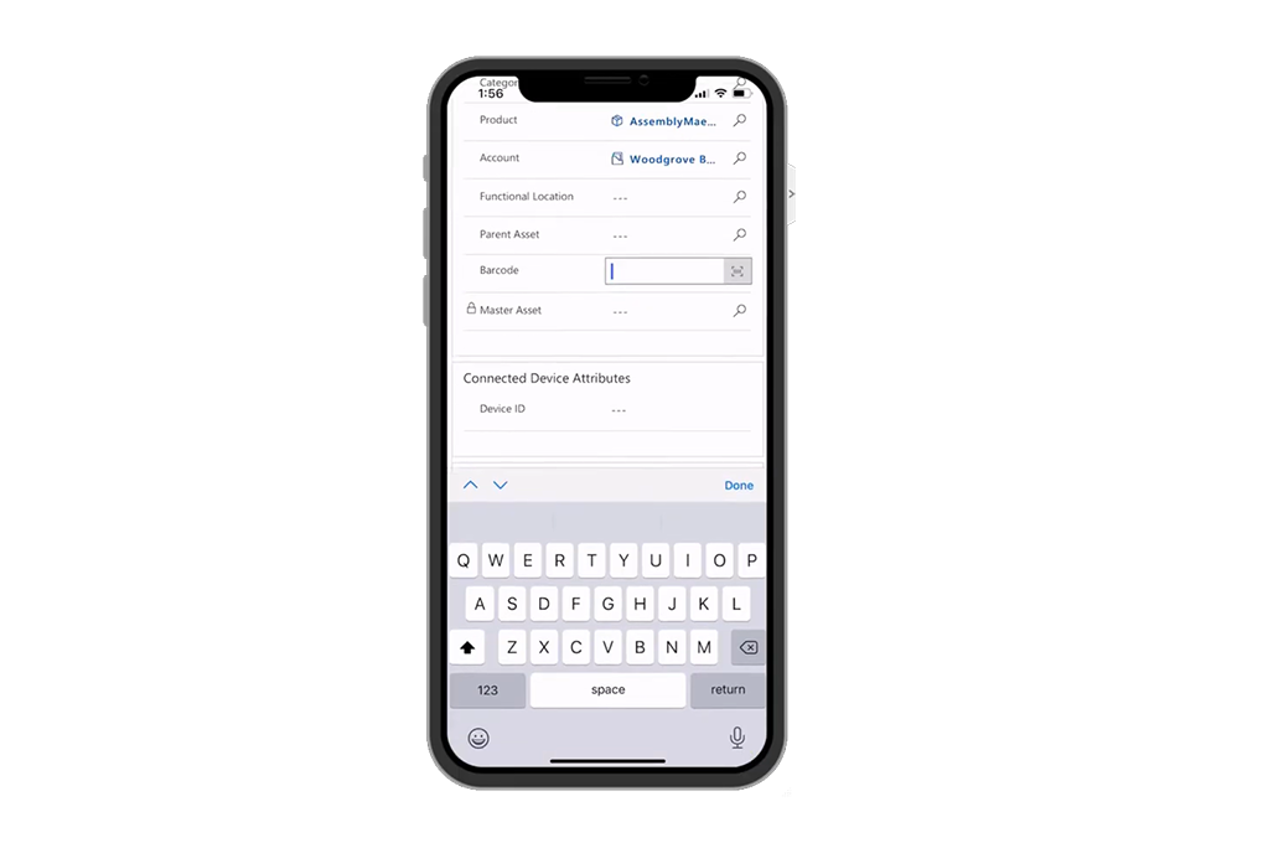 Categor
1:56
Product AssemblyMae...
Account Woodgrove B...
Functional Location ---
Parent Asset ---
Barcode
Master Asset ---
Connected Device Attributes
Device ID ---
Done
Q W E R T Y U I O P
A S D F G H J K L
Z X C V B N M
123 space return